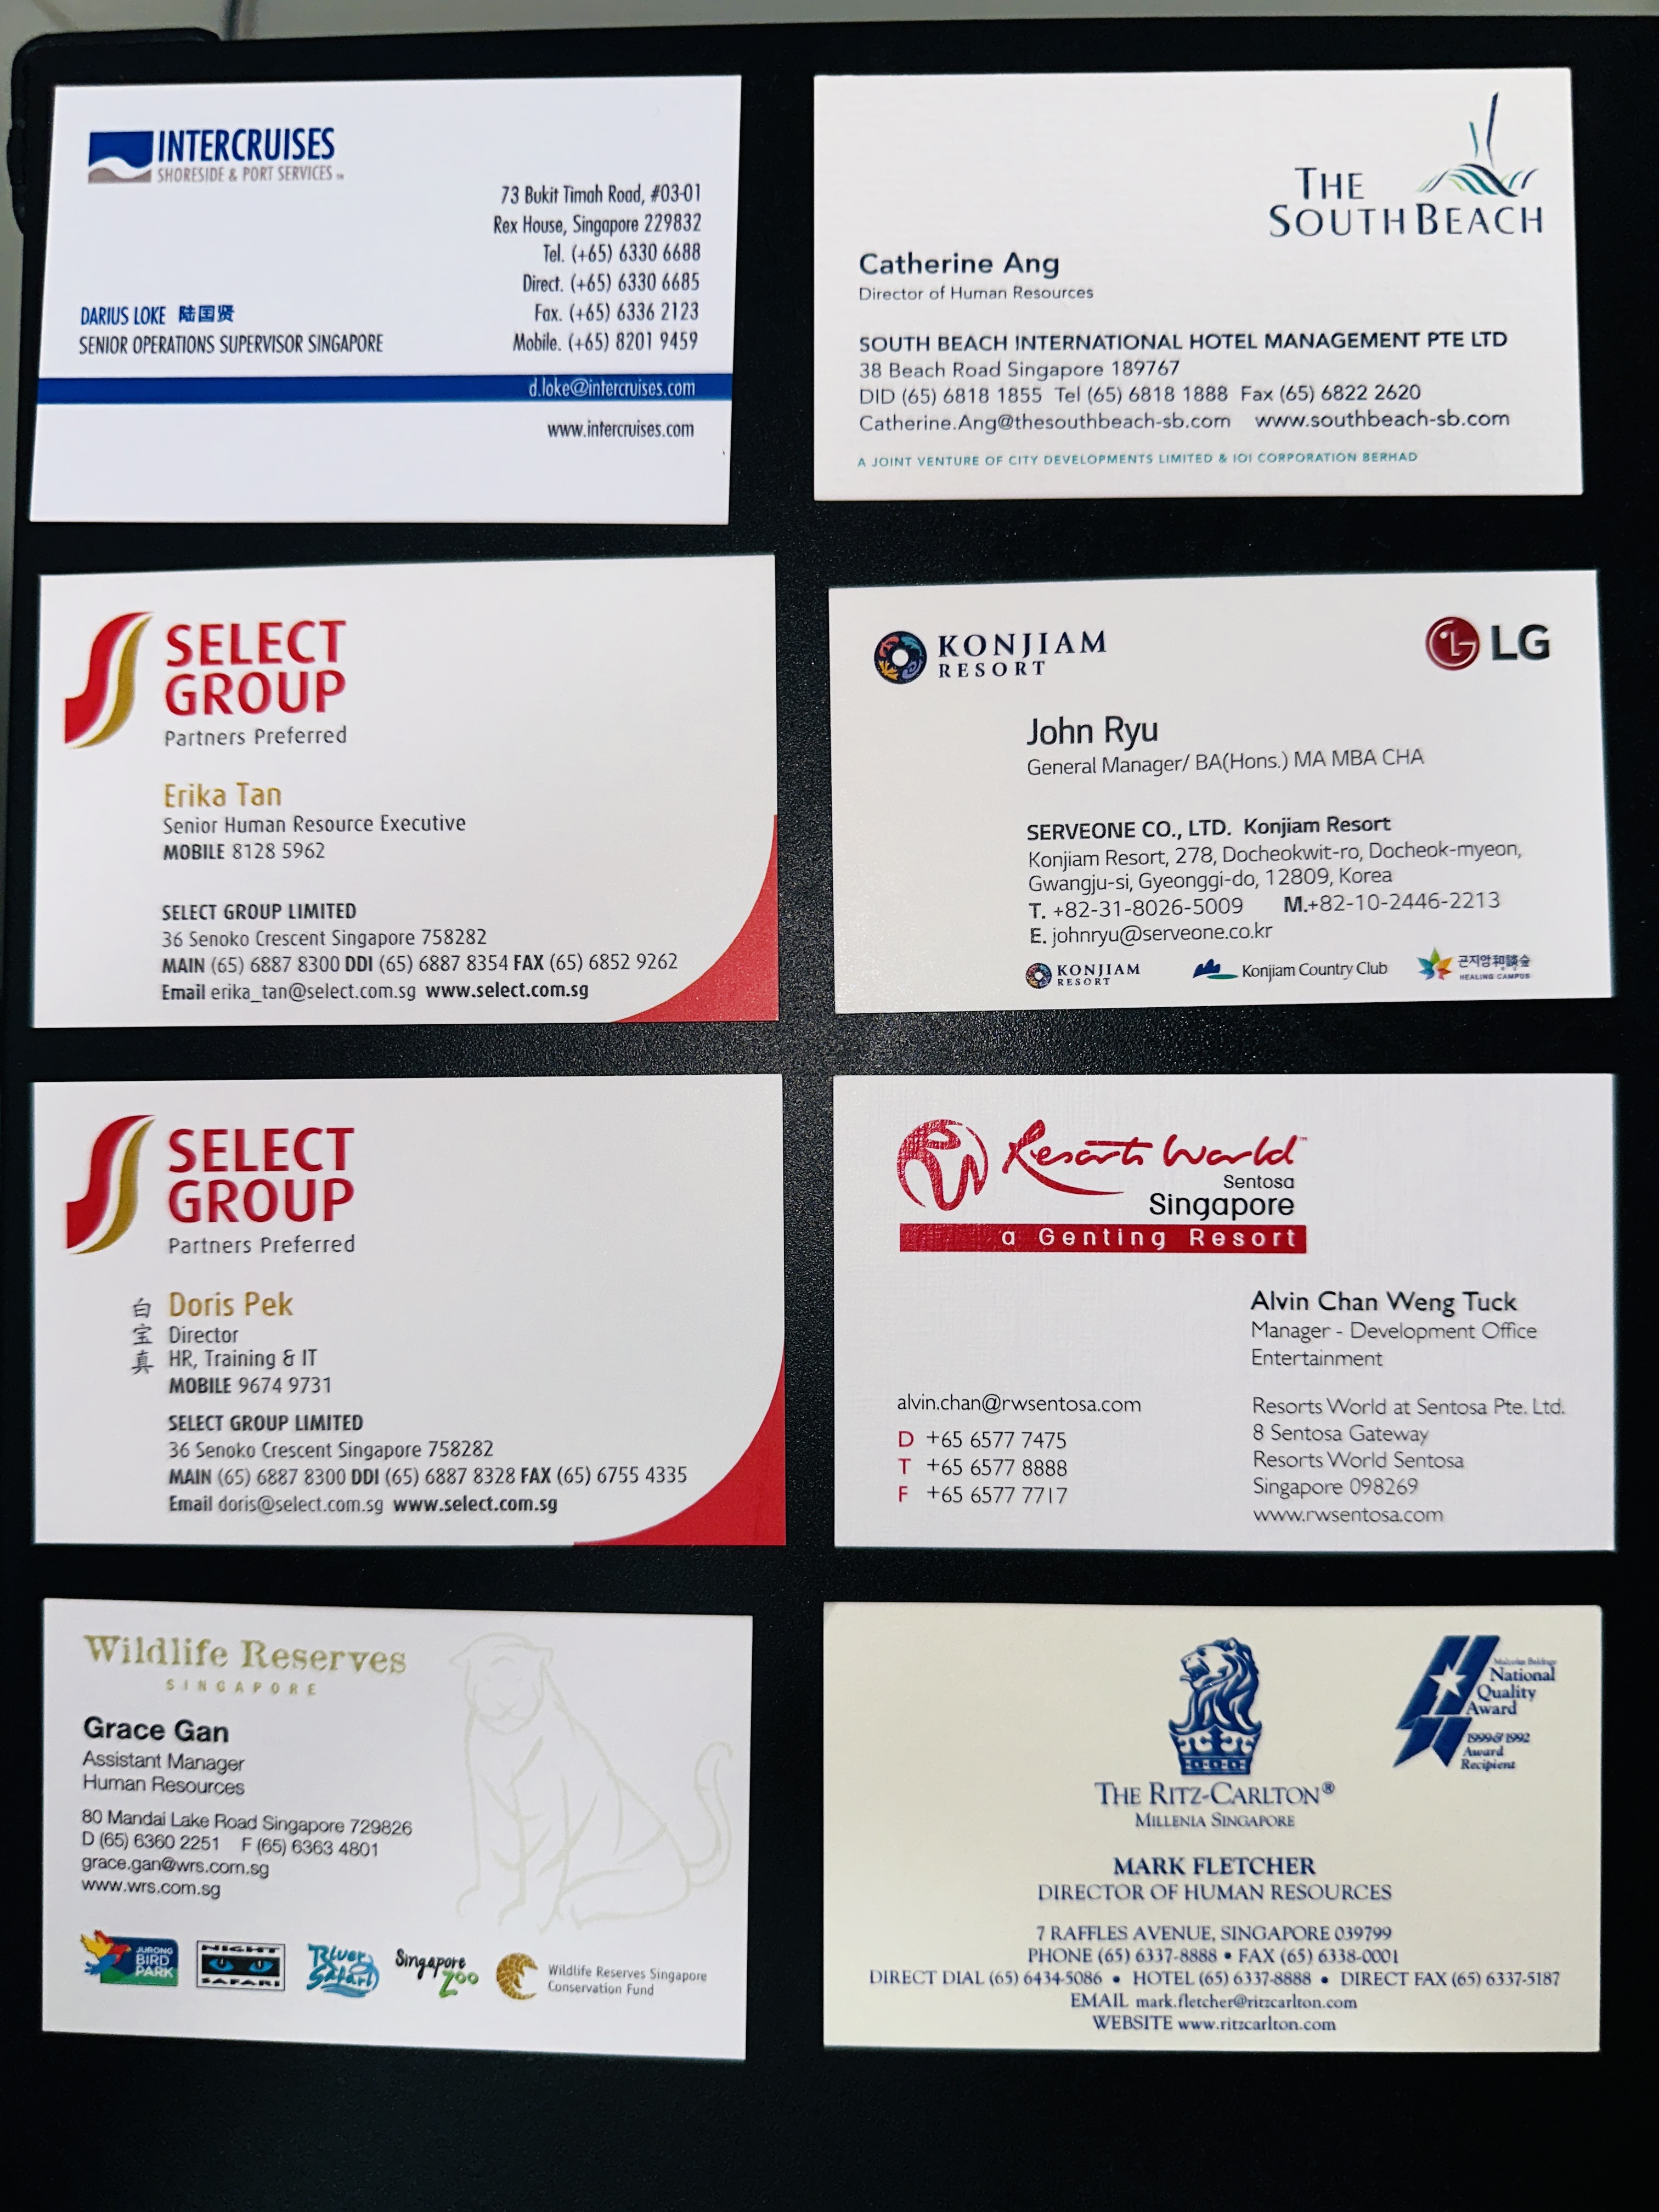 INTERCRUISES
SHORESIDE & PORT SERVICES
73 Bukit Timah Road, #03-01
Rex House, Singapore 229832
Tel. (+65) 6330 6688
Direct. (+65) 6330 6685
Fax. (+65) 6336 2123
Mobile. (+65) 8201 9459
DARIUS LOKE 陆国贤
SENIOR OPERATIONS SUPERVISOR SINGAPORE
d.loke@intercruises.com
www.intercruises.com
THE
SOUTH BEACH
Catherine Ang
Director of Human Resources
SOUTH BEACH INTERNATIONAL HOTEL MANAGEMENT PTE LTD
38 Beach Road Singapore 189767
DID (65) 6818 1855 Tel (65) 6818 1888 Fax (65) 6822 2620
Catherine.Ang@thesouthbeach-sb.com www.southbeach-sb.com
A JOINT VENTURE OF CITY DEVELOPMENTS LIMITED & IOI CORPORATION BERHAD
SELECT
GROUP
Partners Preferred
Erika Tan
Senior Human Resource Executive
MOBILE 8128 5962
SELECT GROUP LIMITED
36 Senoko Crescent Singapore 758282
MAIN (65) 6887 8300 DDI (65) 6887 8354 FAX (65) 6852 9262
Email erika_tan@select.com.sg www.select.com.sg
KONJIAM
RESORT
LG
John Ryu
General Manager/ BA(Hons.) MA MBA CHA
SERVEONE CO., LTD. Konjiam Resort
Konjiam Resort, 278, Docheokwit-ro, Docheok-myeon,
Gwangju-si, Gyeonggi-do, 12809, Korea
T. +82-31-8026-5009 M.+82-10-2446-2213
E. johnryu@serveone.co.kr
KONJIAM
RESORT
Konjiam Country Club
곤지암和談숲
HEALING CAMPUS
SELECT
GROUP
Partners Preferred
白宝真
Doris Pek
Director
HR, Training & IT
MOBILE 9674 9731
SELECT GROUP LIMITED
36 Senoko Crescent Singapore 758282
MAIN (65) 6887 8300 DDI (65) 6887 8328 FAX (65) 6755 4335
Email doris@select.com.sg www.select.com.sg
Resorts World™
Sentosa
Singapore
a Genting Resort
Alvin Chan Weng Tuck
Manager - Development Office
Entertainment
alvin.chan@rwsentosa.com
D +65 6577 7475
T +65 6577 8888
F +65 6577 7717
Resorts World at Sentosa Pte. Ltd.
8 Sentosa Gateway
Resorts World Sentosa
Singapore 098269
www.rwsentosa.com
Wildlife Reserves
SINGAPORE
Grace Gan
Assistant Manager
Human Resources
80 Mandai Lake Road Singapore 729826
D (65) 6360 2251 F (65) 6363 4801
grace.gan@wrs.com.sg
www.wrs.com.sg
JURONG
BIRD
PARK
NIGHT
SAFARI
River
Safari
Singapore
Zoo
Wildlife Reserves Singapore
Conservation Fund
Malcolm Baldrige
National
Quality
Award
1999 & 1992
Award
Recipient
THE RITZ-CARLTON®
MILLENIA SINGAPORE
MARK FLETCHER
DIRECTOR OF HUMAN RESOURCES
7 RAFFLES AVENUE, SINGAPORE 039799
PHONE (65) 6337-8888 • FAX (65) 6338-0001
DIRECT DIAL (65) 6434-5086 • HOTEL (65) 6337-8888 • DIRECT FAX (65) 6337-5187
EMAIL mark.fletcher@ritzcarlton.com
WEBSITE www.ritzcarlton.com